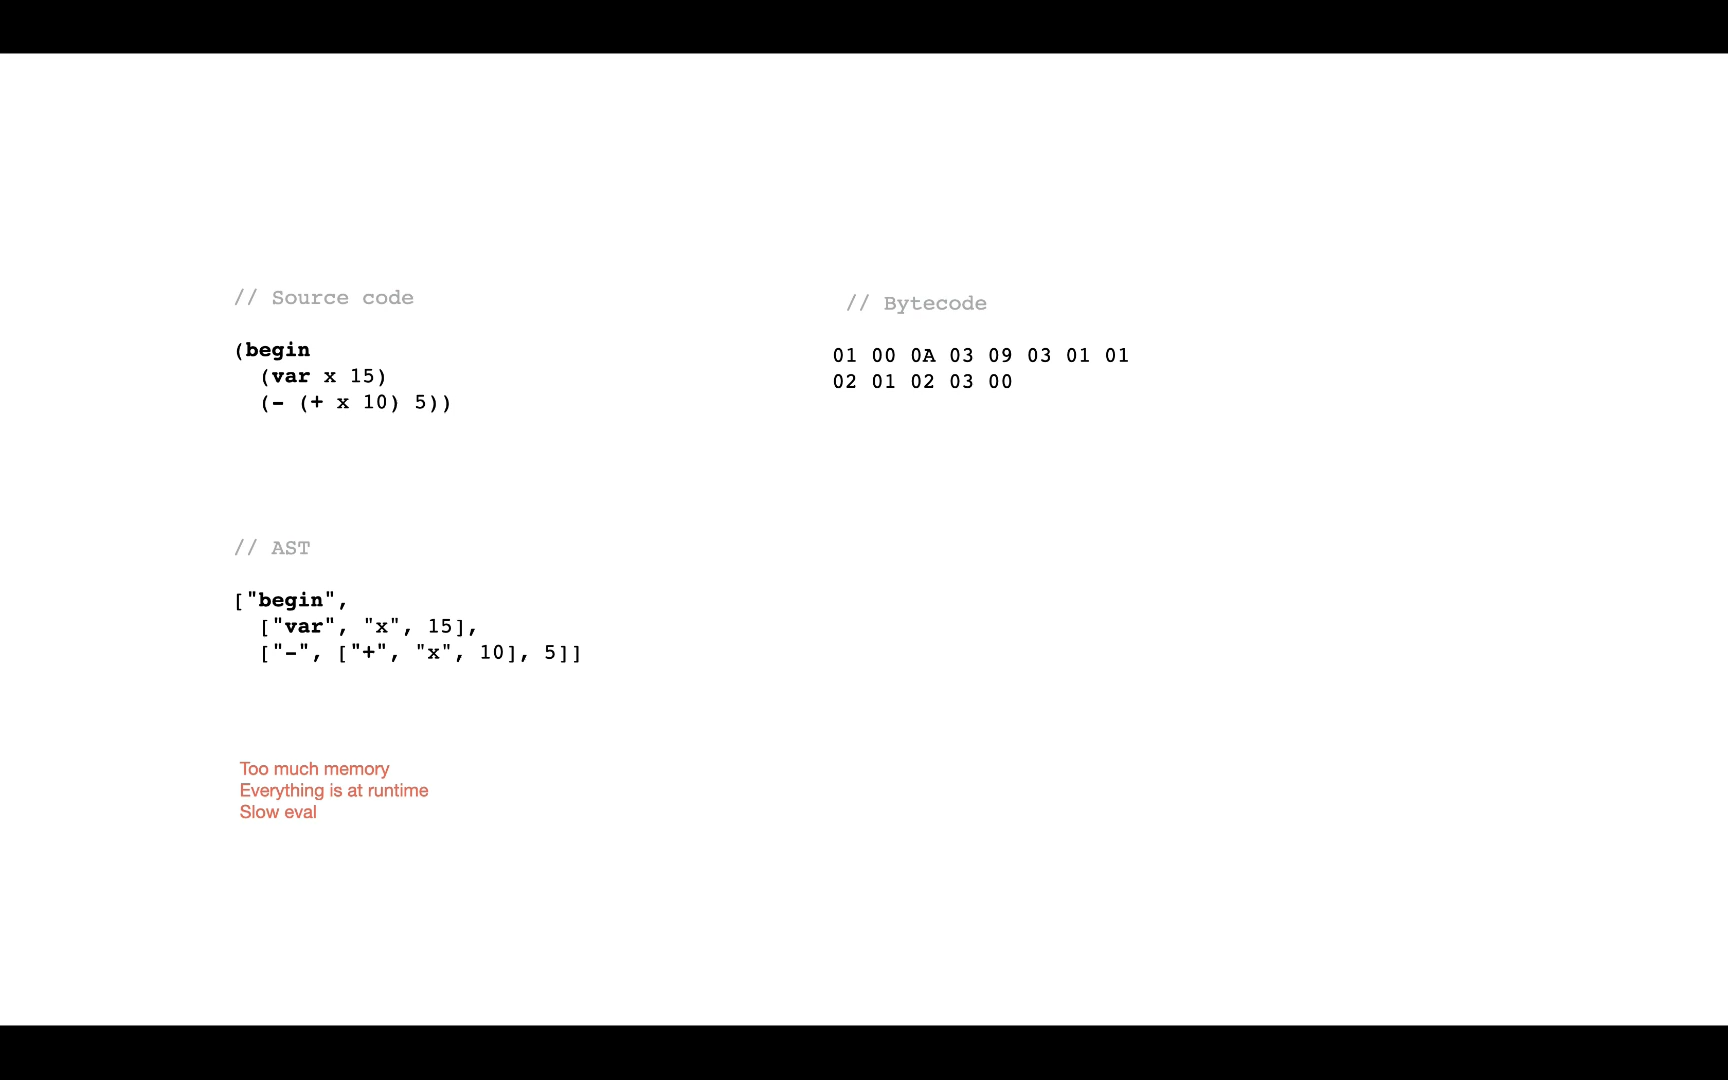 // Source code
(begin
  (var x 15)
  (- (+ x 10) 5))
// AST
["begin",
  ["var", "x", 15],
  ["-", ["+", "x", 10], 5]]
Too much memory
Everything is at runtime
Slow eval
// Bytecode
01 00 0A 03 09 03 01 01
02 01 02 03 00